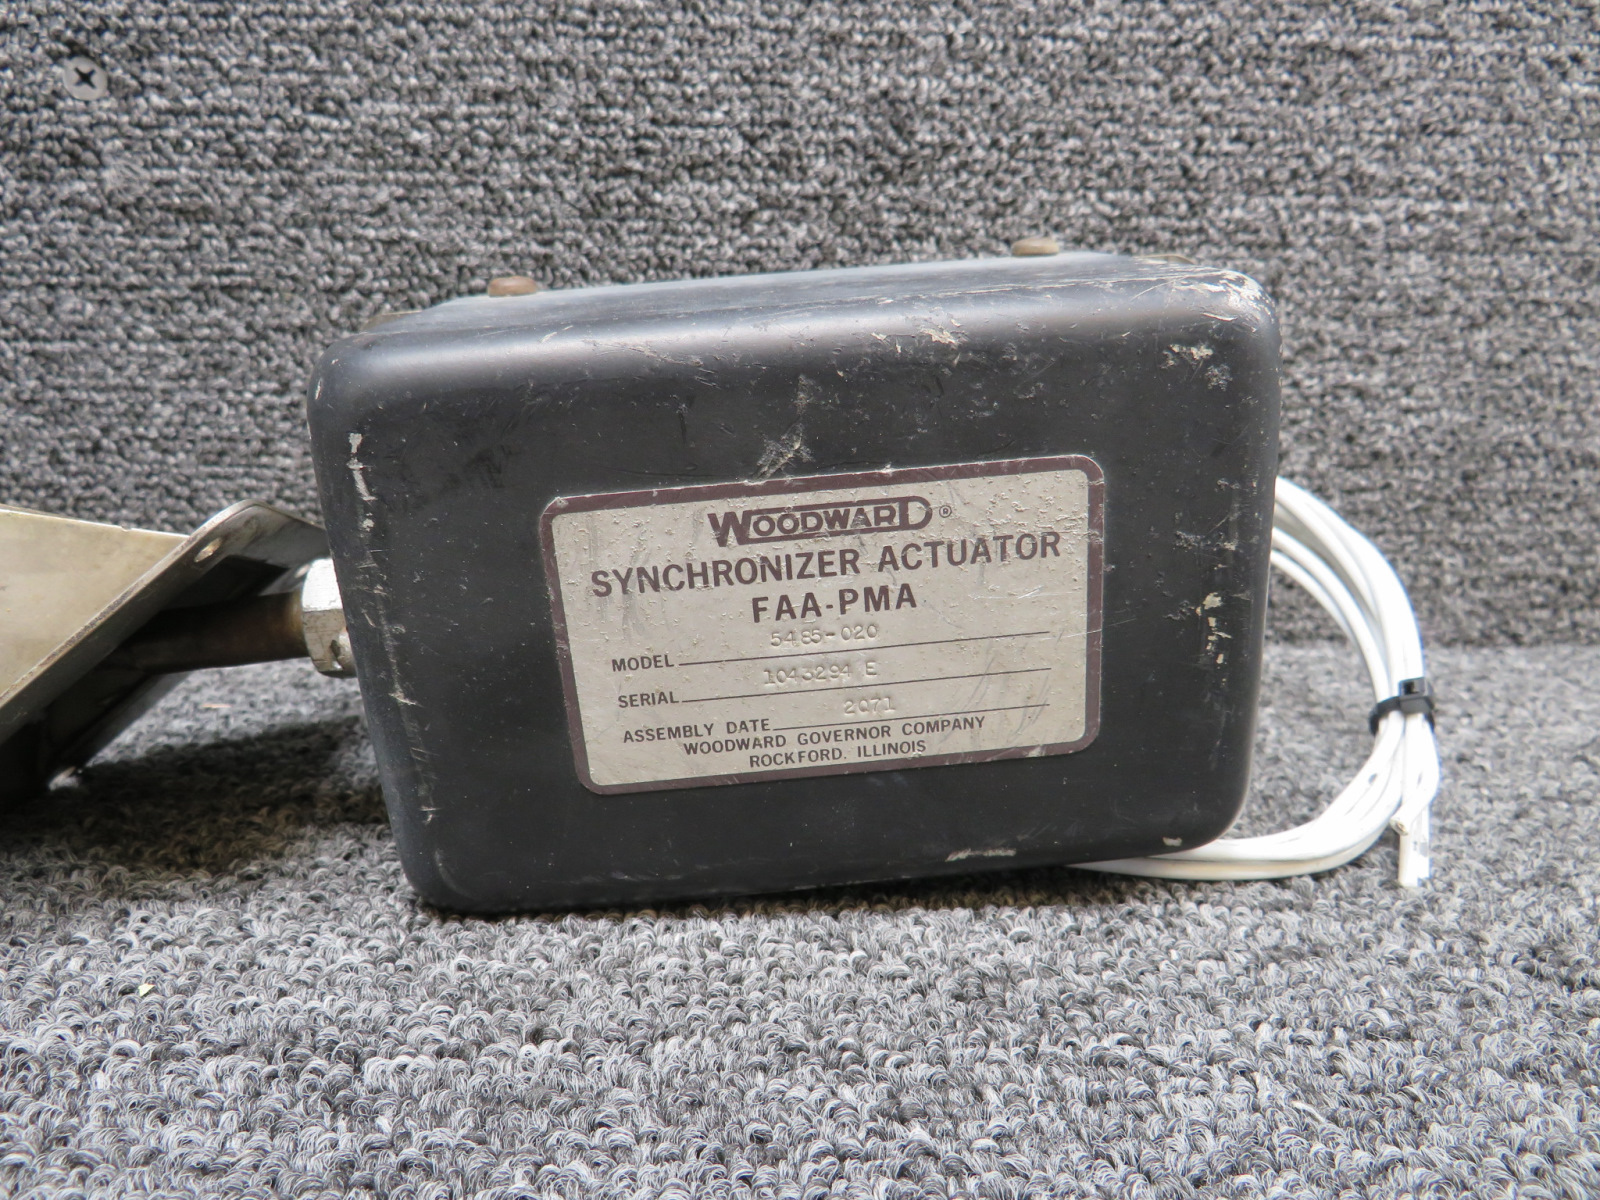 WOODWARD®
SYNCHRONIZER ACTUATOR
FAA-PMA
MODEL 5485-020
SERIAL 1043294 E
ASSEMBLY DATE 2071
WOODWARD GOVERNOR COMPANY
ROCKFORD, ILLINOIS